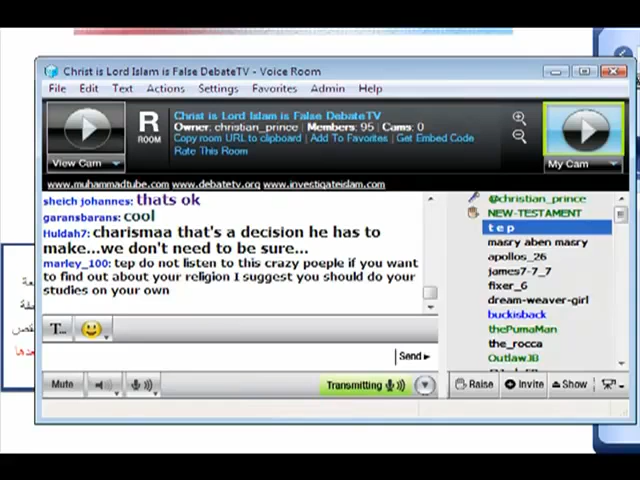 Christ is Lord Islam is False DebateTV - Voice Room
File Edit Text Actions Settings Favorites Admin Help
View Cam
R
ROOM
Christ is Lord Islam is False DebateTV
Owner: christian_prince | Members: 95 | Cams: 0
Copy room URL to clipboard | Add To Favorites | Get Embed Code
Rate This Room
My Cam
www.muhammadtube.com www.debatetv.org www.investigateislam.com
sheich johannes: thats ok
garansbarans: cool
Huldah7: charismaa that's a decision he has to
make...we don't need to be sure...
marley_100: tep do not listen to this crazy poeple if you want
to find out about your religion I suggest you should do your
studies on your own
@christian_prince
NEW-TESTAMENT
t e p
masry aben masry
apollos_26
james7-7_7
fixer_6
dream-weaver-girl
buckisback
thePumaMan
the_rocca
OutlawJB
T...
Send
Mute
Transmitting
Raise Invite Show